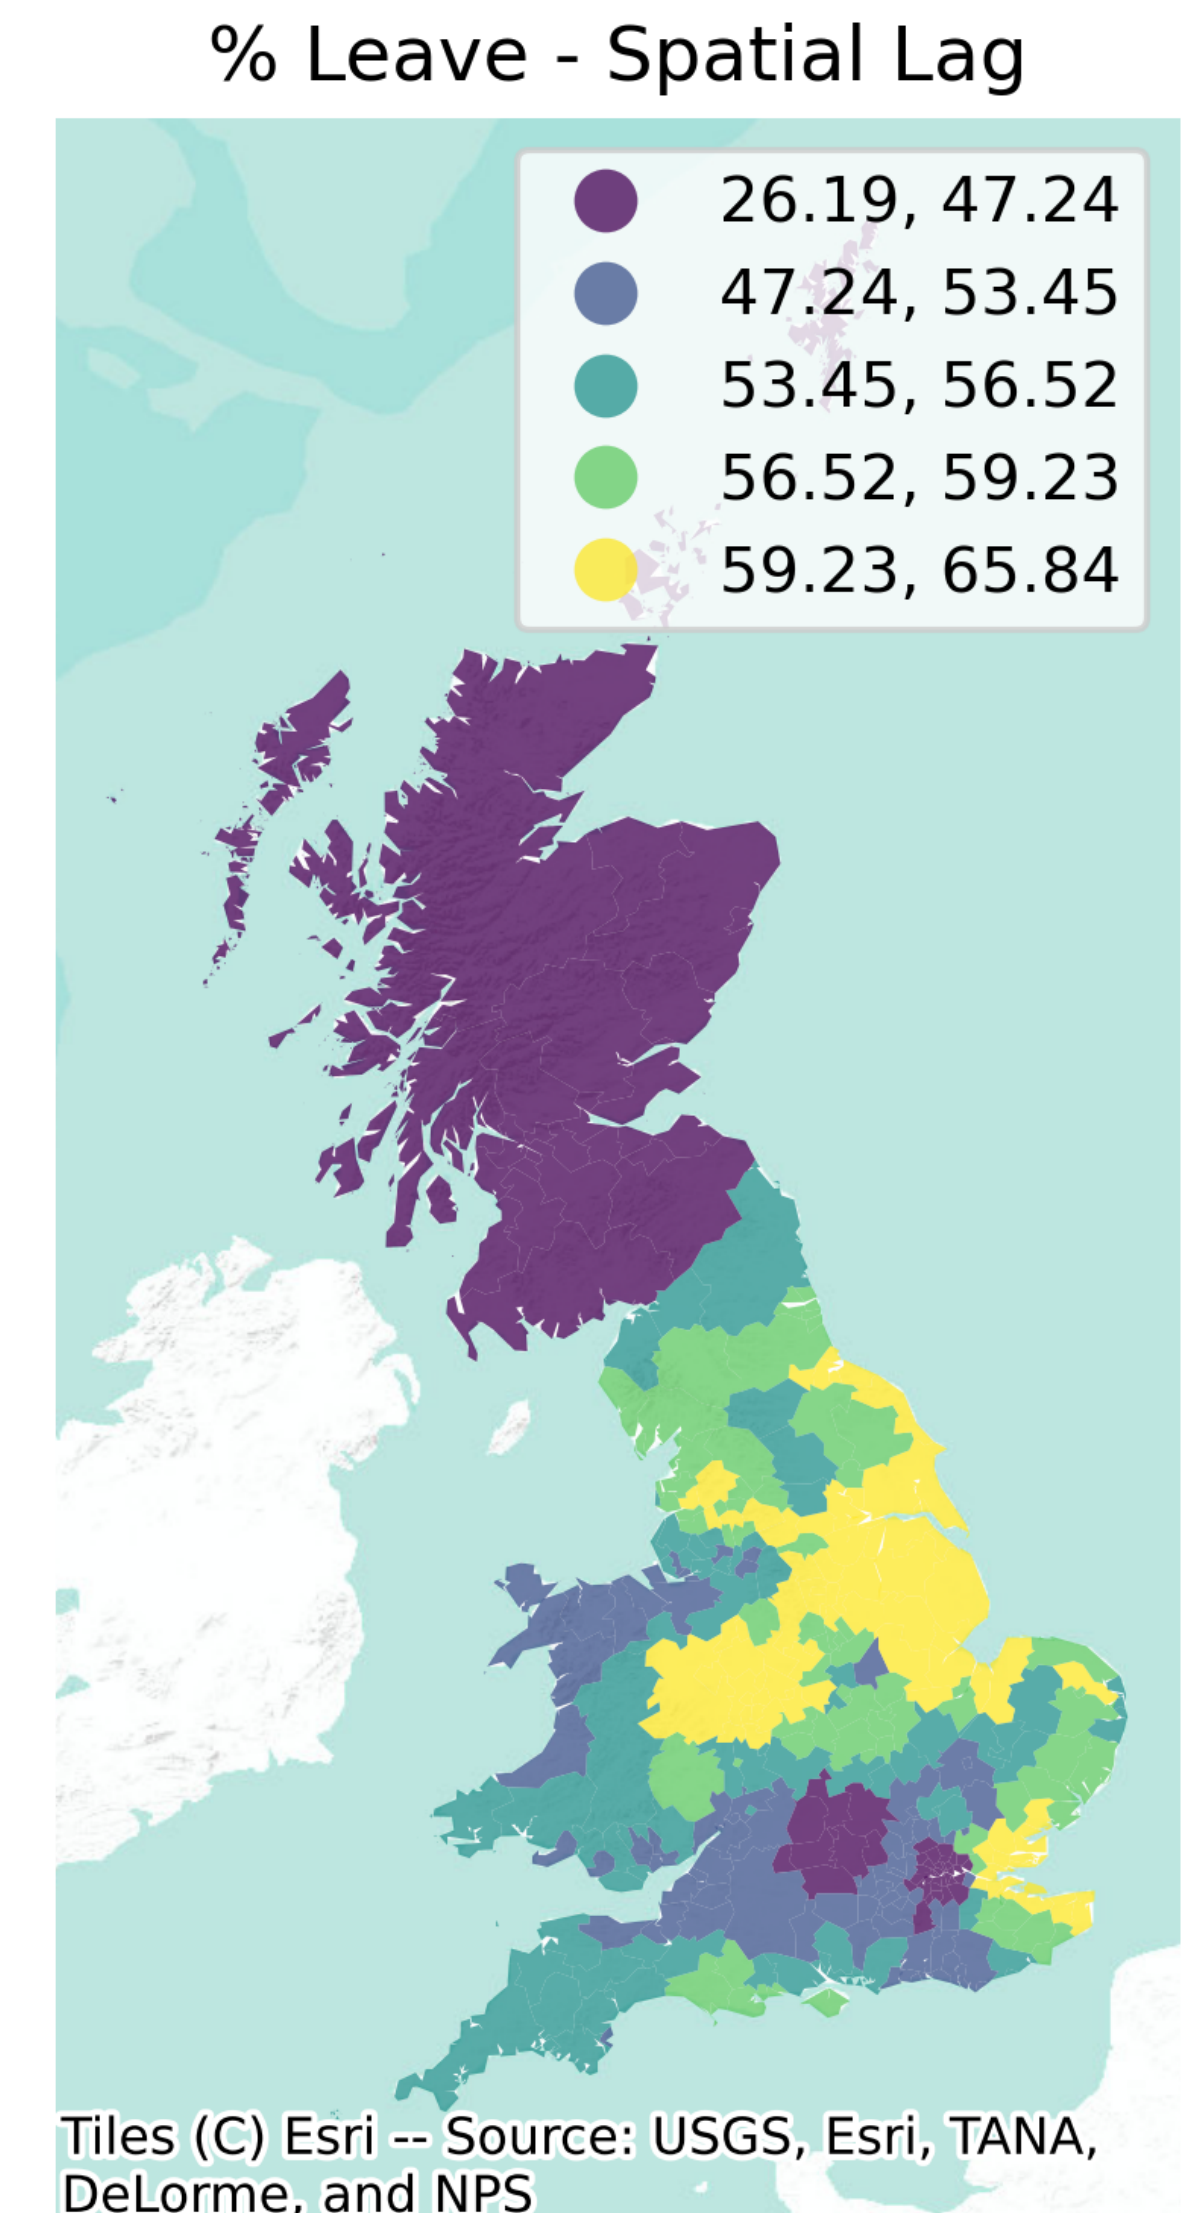 % Leave - Spatial Lag
26.19, 47.24
47.24, 53.45
53.45, 56.52
56.52, 59.23
59.23, 65.84
Tiles (C) Esri -- Source: USGS, Esri, TANA,
DeLorme, and NPS